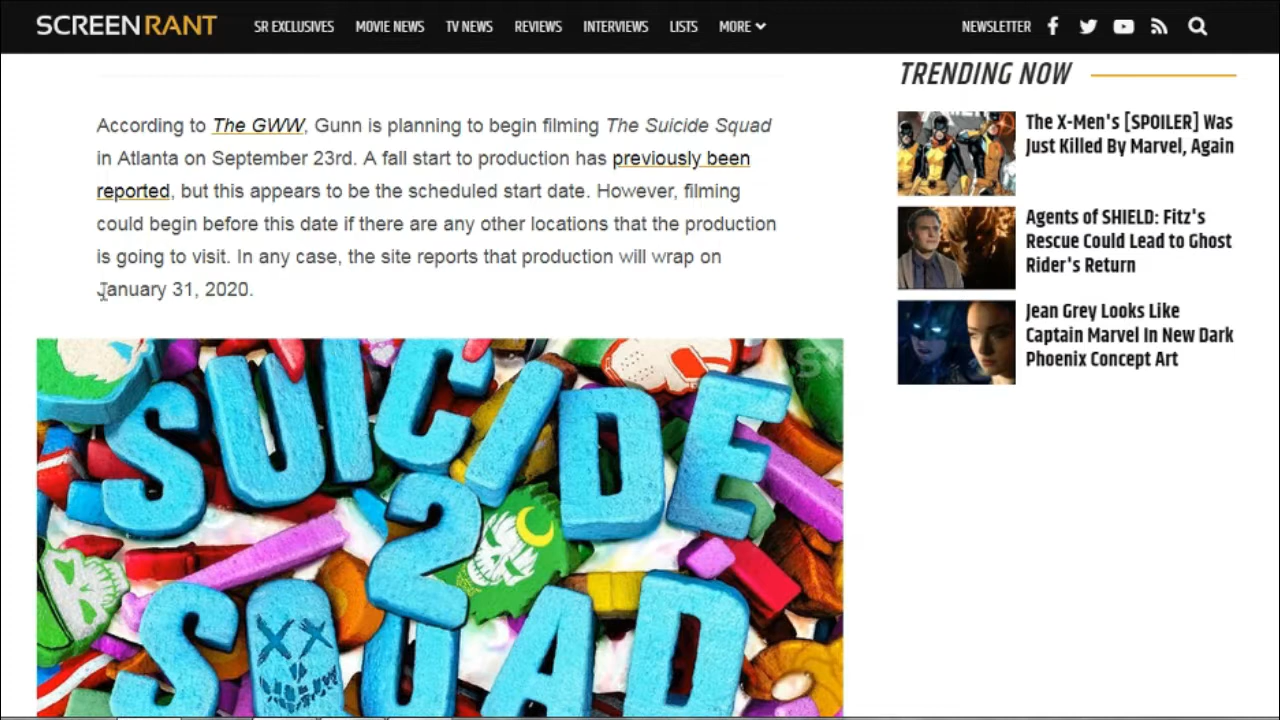 SCREENRANT
SR EXCLUSIVES MOVIE NEWS TV NEWS REVIEWS INTERVIEWS LISTS MORE NEWSLETTER
According to The GWW, Gunn is planning to begin filming The Suicide Squad
in Atlanta on September 23rd. A fall start to production has previously been
reported, but this appears to be the scheduled start date. However, filming
could begin before this date if there are any other locations that the production
is going to visit. In any case, the site reports that production will wrap on
January 31, 2020.
SUICIDE
2
SQUAD
TRENDING NOW
The X-Men's [SPOILER] Was
Just Killed By Marvel, Again
Agents of SHIELD: Fitz's
Rescue Could Lead to Ghost
Rider's Return
Jean Grey Looks Like
Captain Marvel In New Dark
Phoenix Concept Art